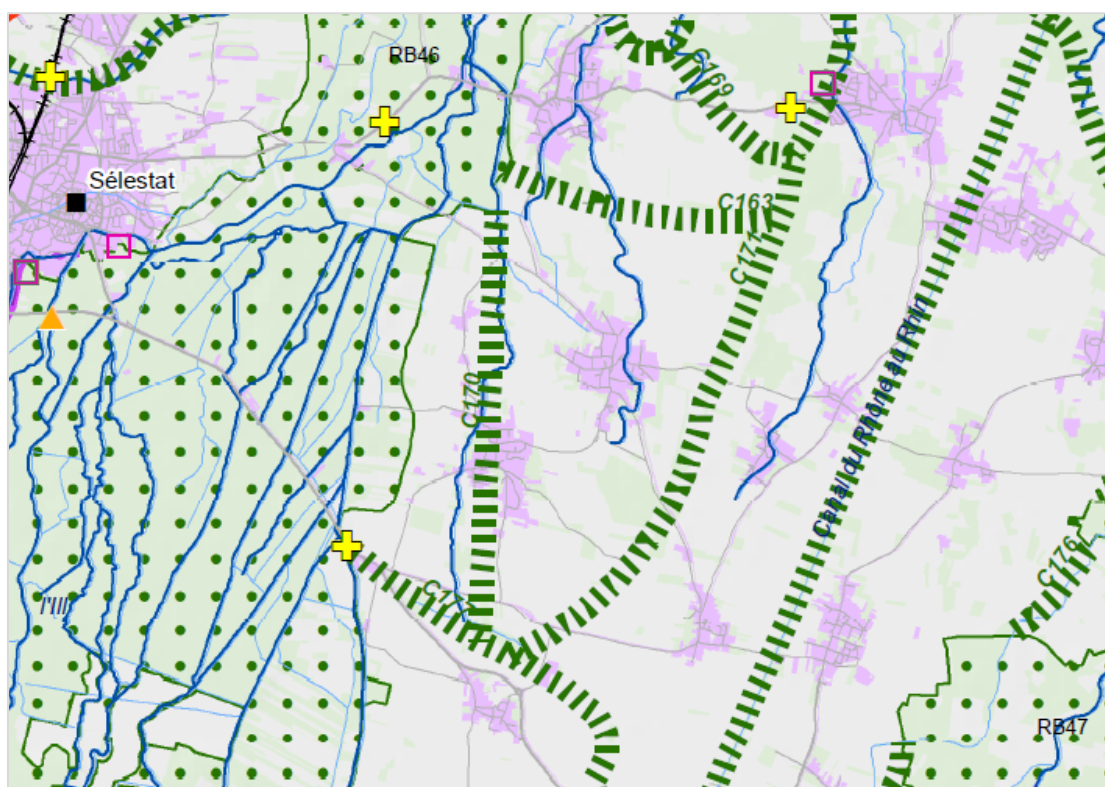 RB46
C169
Sélestat
C163
C171
C170
Canal du Rhône au Rhin
C176
l'Ill
RB47